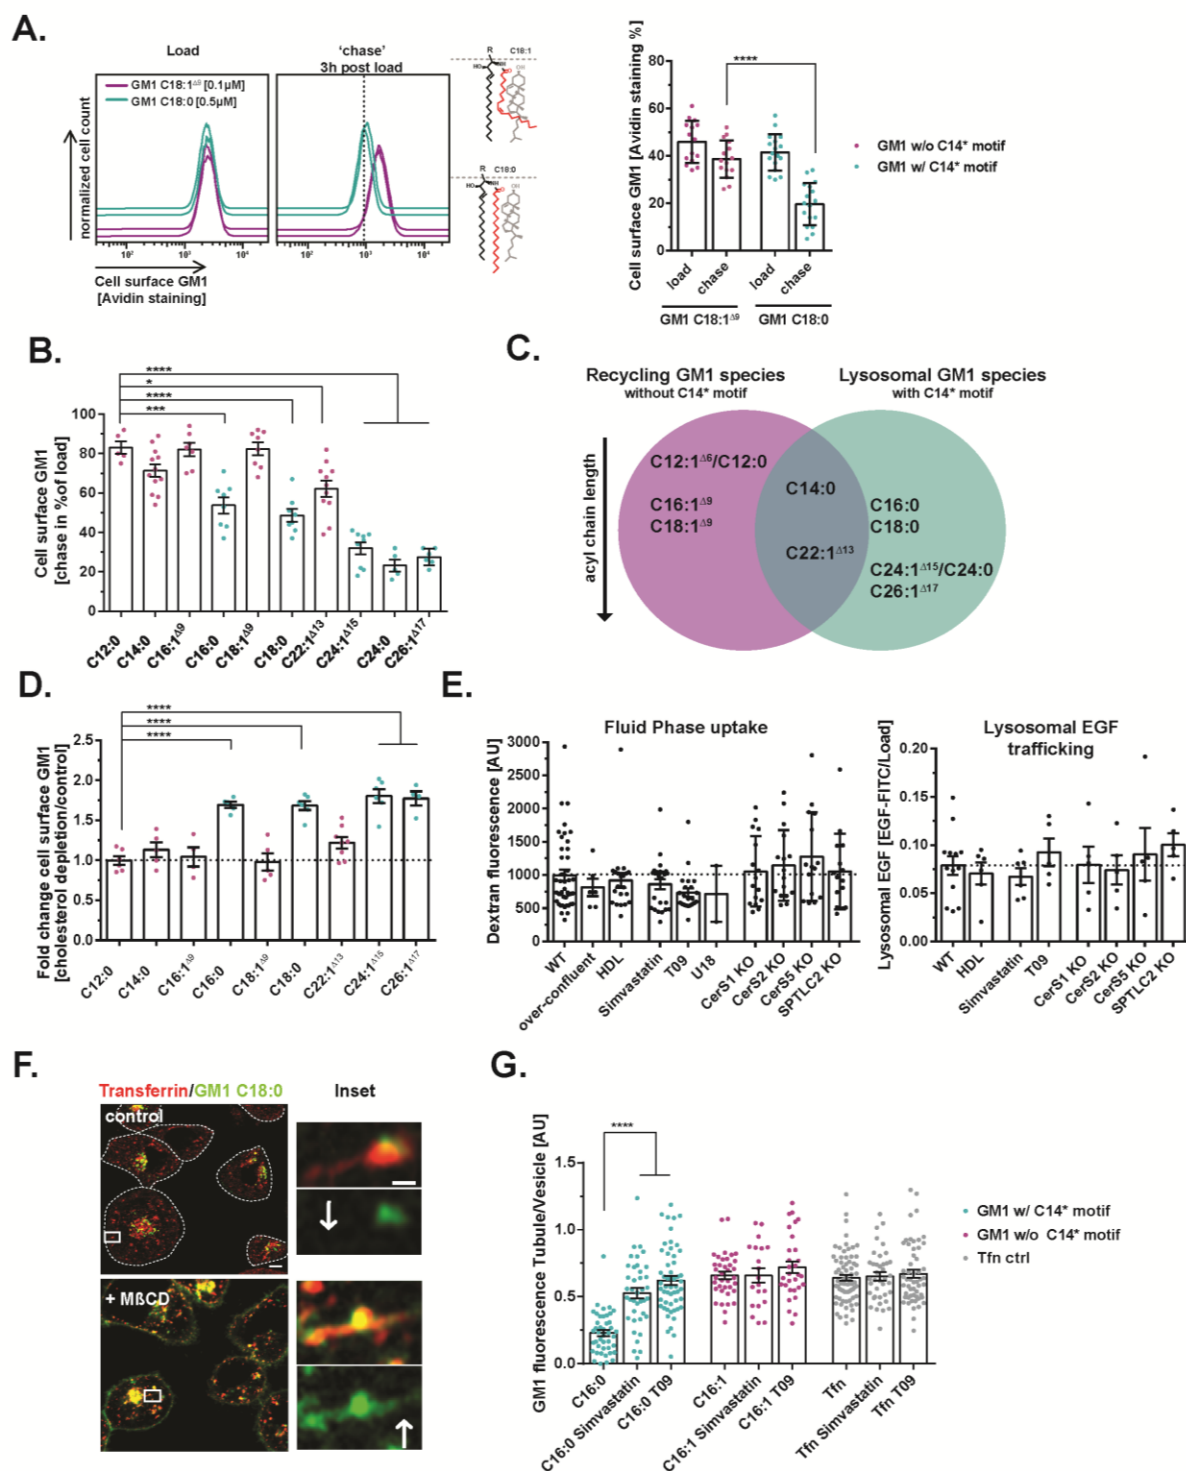 A.
Load
'chase'
3h post load
GM1 C18:1Δ9 [0.1μM]
GM1 C18:0 [0.5μM]
normalized cell count
10² 10³ 10⁴
10² 10³ 10⁴
Cell surface GM1
[Avidin staining]
C18:1
R
HO
NH
OH
C18:0
R
HO
NH
OH
Cell surface GM1 [Avidin staining %]
80
60
40
20
0
****
load
chase
load
chase
GM1 C18:1Δ9
GM1 C18:0
GM1 w/o C14* motif
GM1 w/ C14* motif
B.
****
*
****
***
Cell surface GM1
[chase in %of load]
100
80
60
40
20
0
C12:0
C14:0
C16:1Δ9
C16:0
C18:1Δ9
C18:0
C22:1Δ13
C24:1Δ15
C24:0
C26:1Δ17
C.
Recycling GM1 species
without C14* motif
Lysosomal GM1 species
with C14* motif
acyl chain length
C12:1Δ6/C12:0
C16:1Δ9
C18:1Δ9
C14:0
C22:1Δ13
C16:0
C18:0
C24:1Δ15/C24:0
C26:1Δ17
D.
****
****
****
Fold change cell surface GM1
[cholesterol depletion/control]
2.5
2.0
1.5
1.0
0.5
0
C12:0
C14:0
C16:1Δ9
C16:0
C18:1Δ9
C18:0
C22:1Δ13
C24:1Δ15
C26:1Δ17
E.
Fluid Phase uptake
Dextran fluorescence [AU]
3000
2500
2000
1500
1000
500
0
WT
over-confluent
HDL
Simvastatin
T09
U18
CerS1 KO
CerS2 KO
CerS5 KO
SPTLC2 KO
Lysosomal EGF
trafficking
Lysosomal EGF [EGF-FITC/Load]
0.20
0.15
0.10
0.05
0.00
WT
HDL
Simvastatin
T09
CerS1 KO
CerS2 KO
CerS5 KO
SPTLC2 KO
F.
Transferrin/GM1 C18:0
Inset
control
+ MßCD
G.
GM1 fluorescence Tubule/Vesicle [AU]
1.5
1.0
0.5
0.0
****
C16:0
C16:0 Simvastatin
C16:0 T09
C16:1
C16:1 Simvastatin
C16:1 T09
Tfn
Tfn Simvastatin
Tfn T09
GM1 w/ C14* motif
GM1 w/o C14* motif
Tfn ctrl